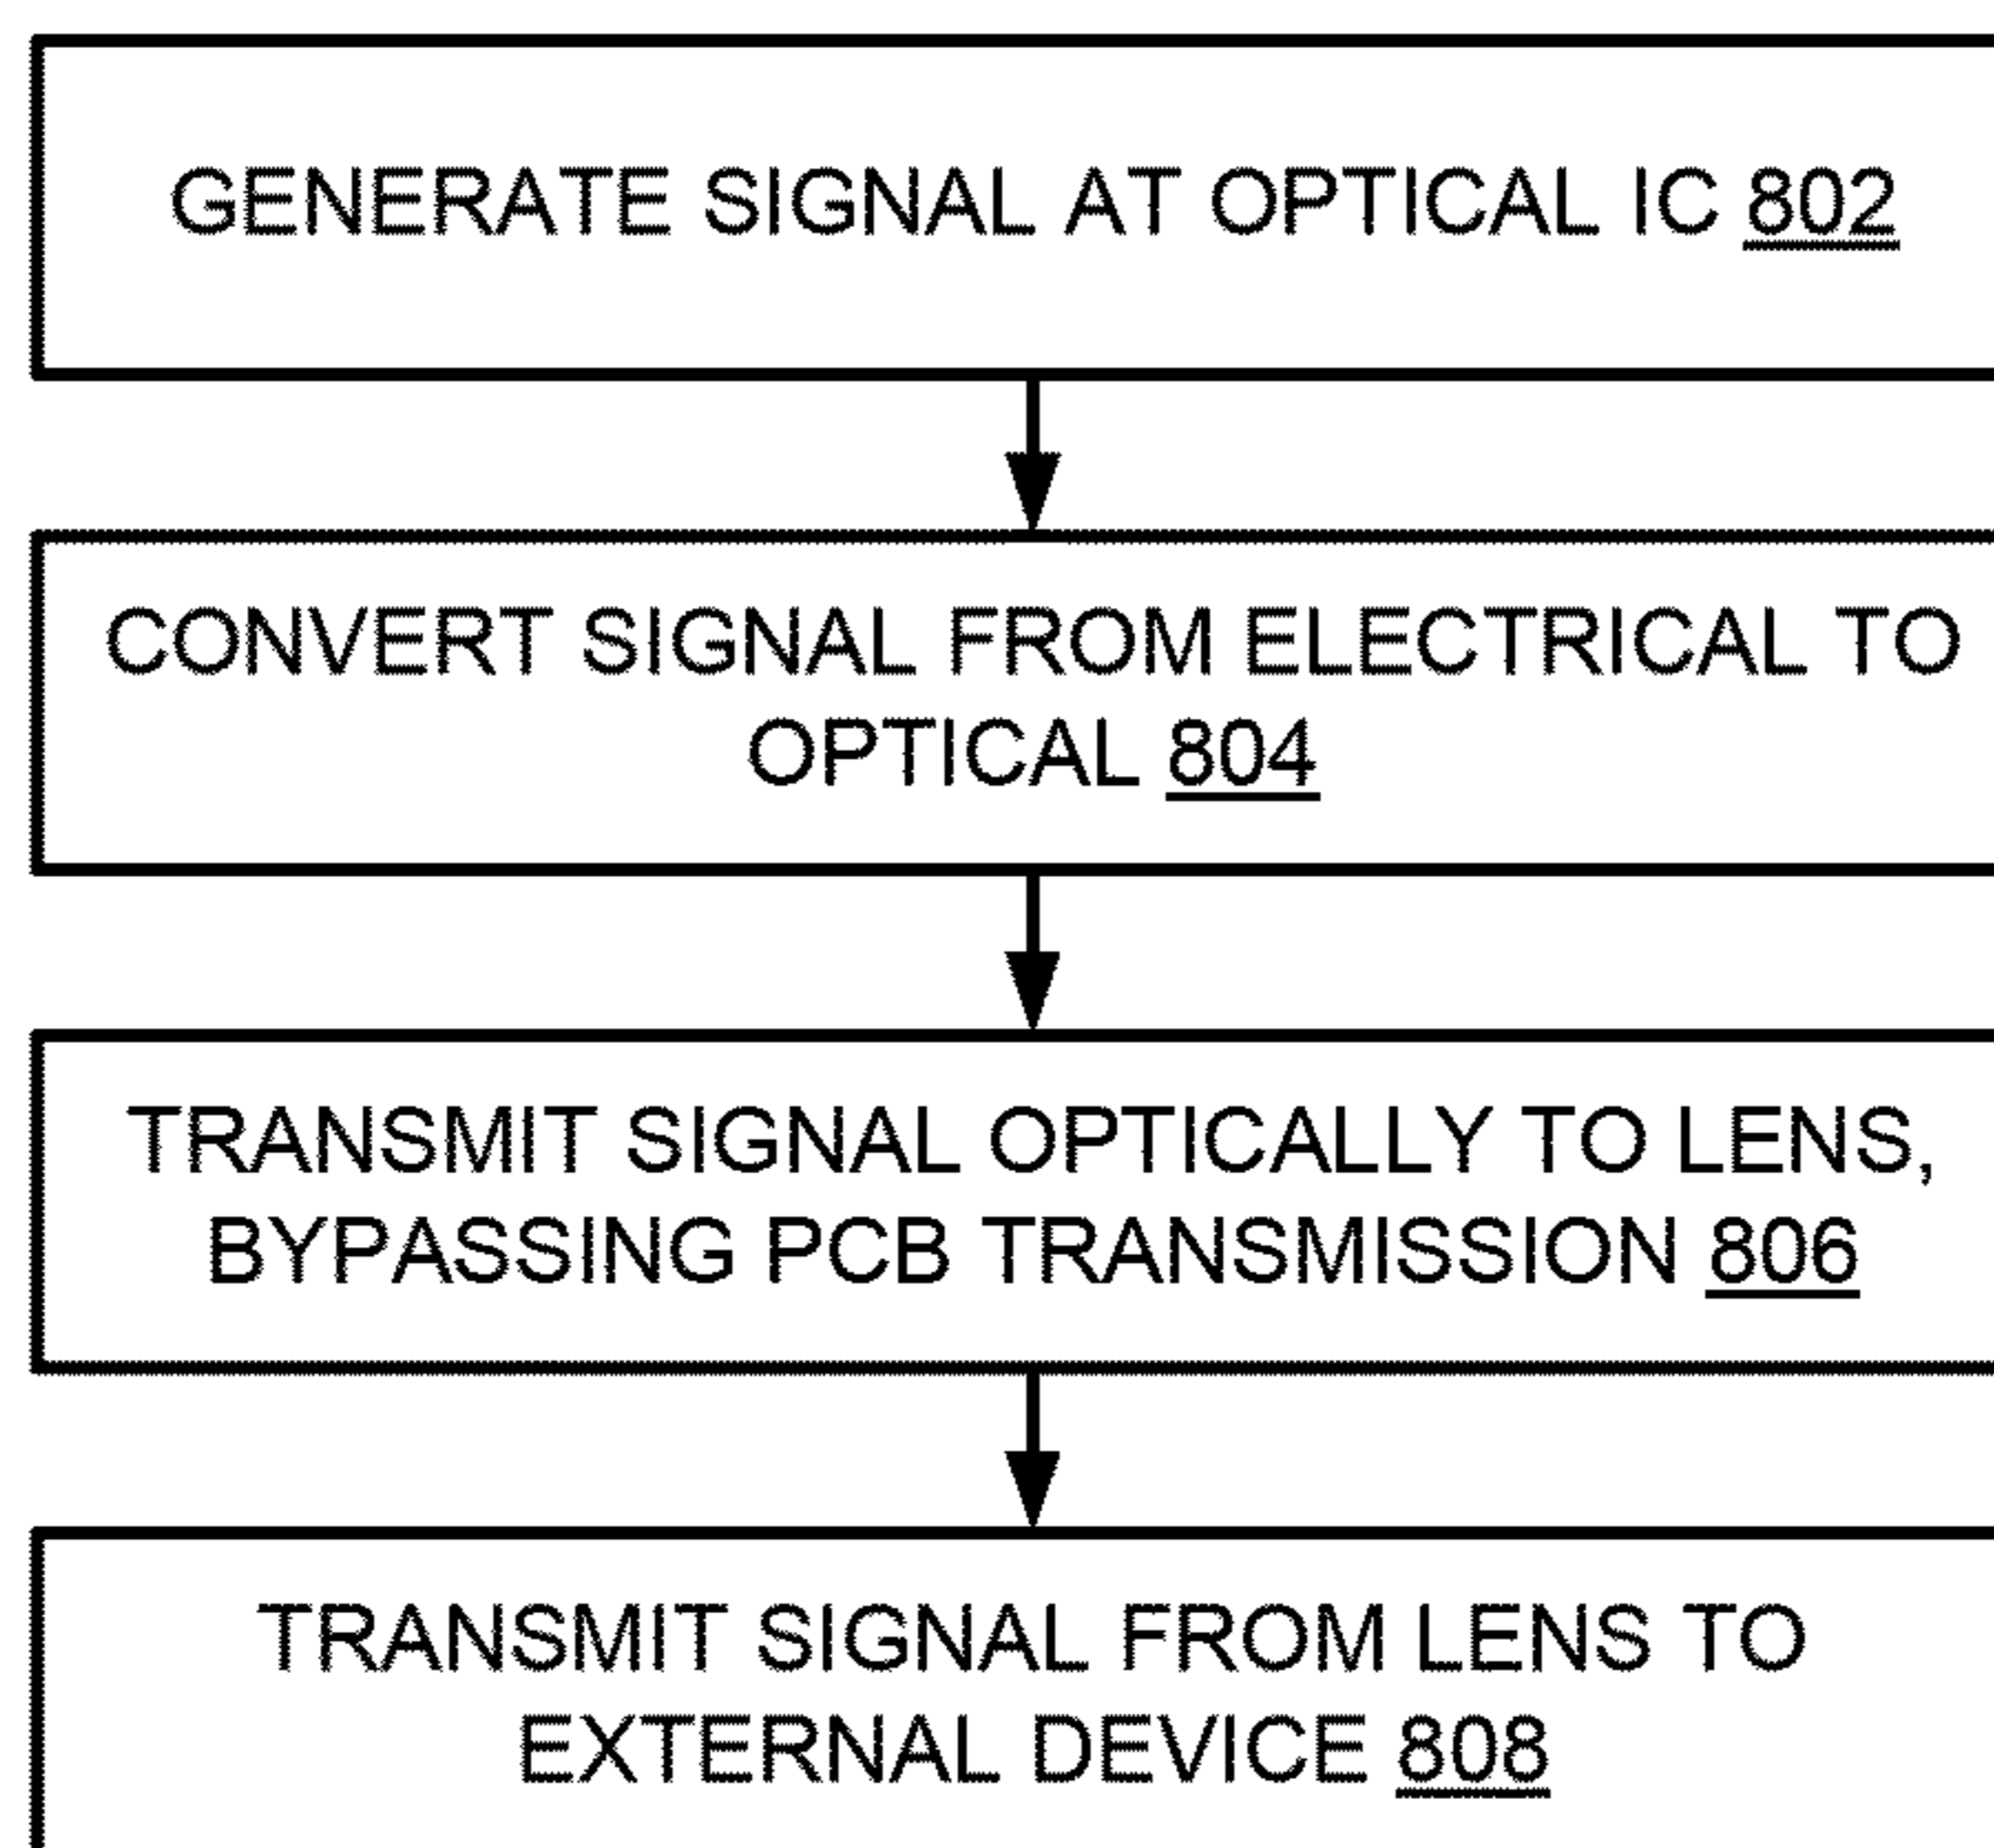 GENERATE SIGNAL AT OPTICAL IC 802
CONVERT SIGNAL FROM ELECTRICAL TO
OPTICAL 804
TRANSMIT SIGNAL OPTICALLY TO LENS,
BYPASSING PCB TRANSMISSION 806
TRANSMIT SIGNAL FROM LENS TO
EXTERNAL DEVICE 808